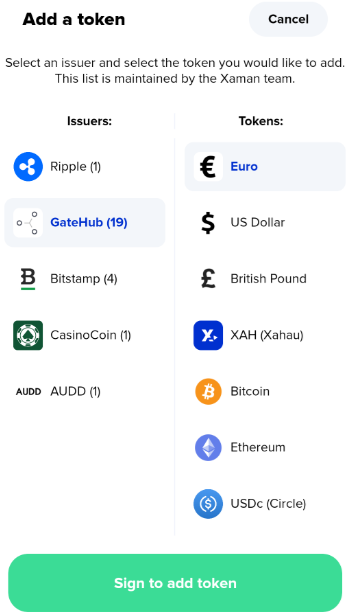 Add a token
Cancel
Select an issuer and select the token you would like to add.
This list is maintained by the Xaman team.
Issuers:
Tokens:
Ripple (1)
GateHub (19)
Bitstamp (4)
CasinoCoin (1)
AUDD AUDD (1)
€ Euro
$ US Dollar
£ British Pound
XAH (Xahau)
Bitcoin
Ethereum
USDc (Circle)
Sign to add token